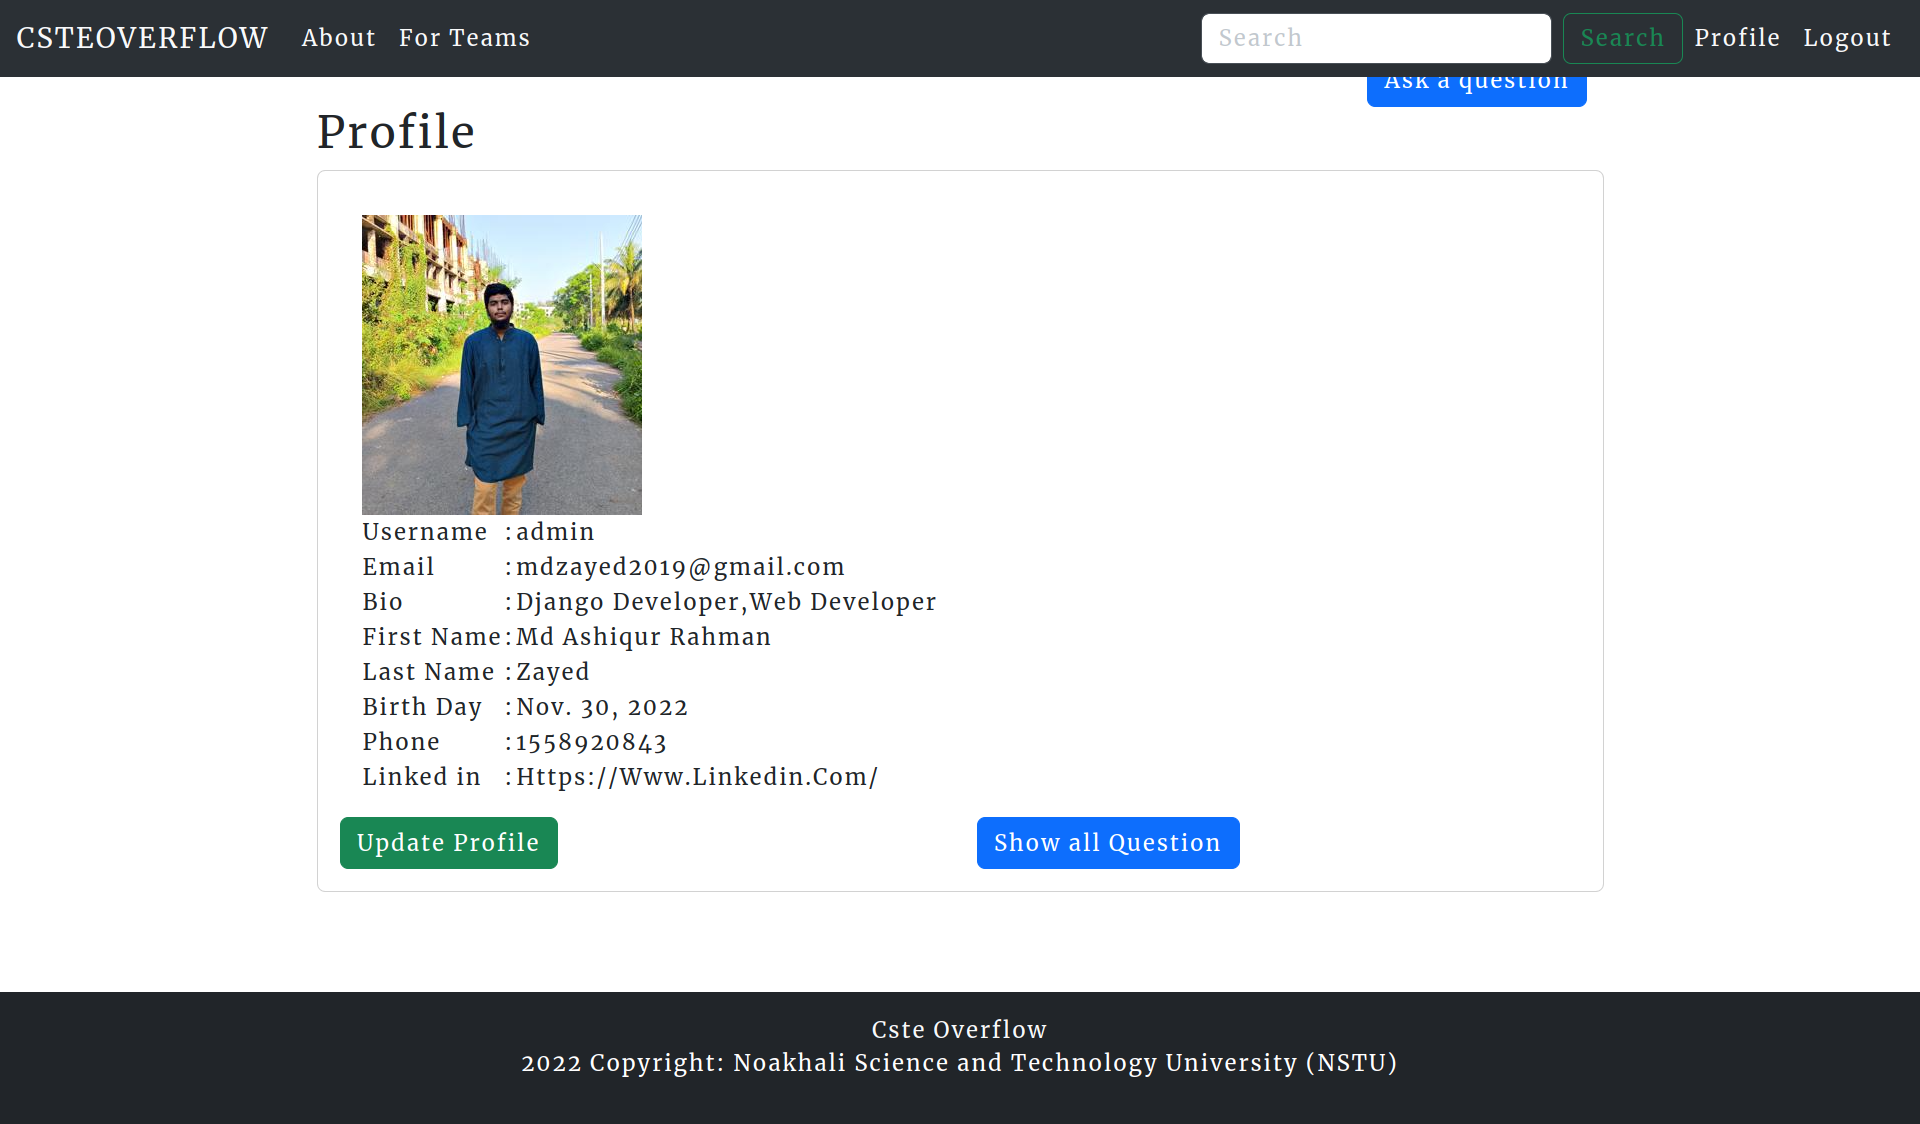 CSTEOVERFLOW About For Teams Search Search Profile Logout
Ask a question
Profile
Username : admin
Email : mdzayed2019@gmail.com
Bio : Django Developer,Web Developer
First Name : Md Ashiqur Rahman
Last Name : Zayed
Birth Day : Nov. 30, 2022
Phone : 1558920843
Linked in : Https://Www.Linkedin.Com/
Update Profile Show all Question
Cste Overflow
2022 Copyright: Noakhali Science and Technology University (NSTU)